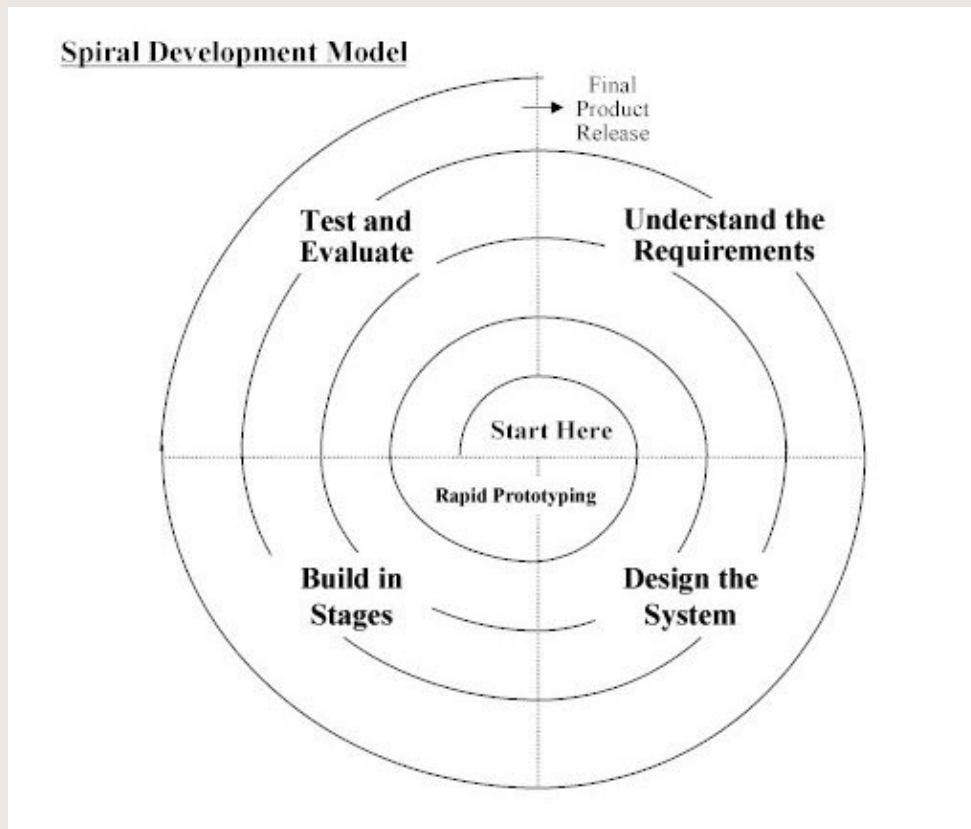 Spiral Development Model
Final
Product
Release
Test and
Evaluate
Understand the
Requirements
Start Here
Rapid Prototyping
Build in
Stages
Design the
System